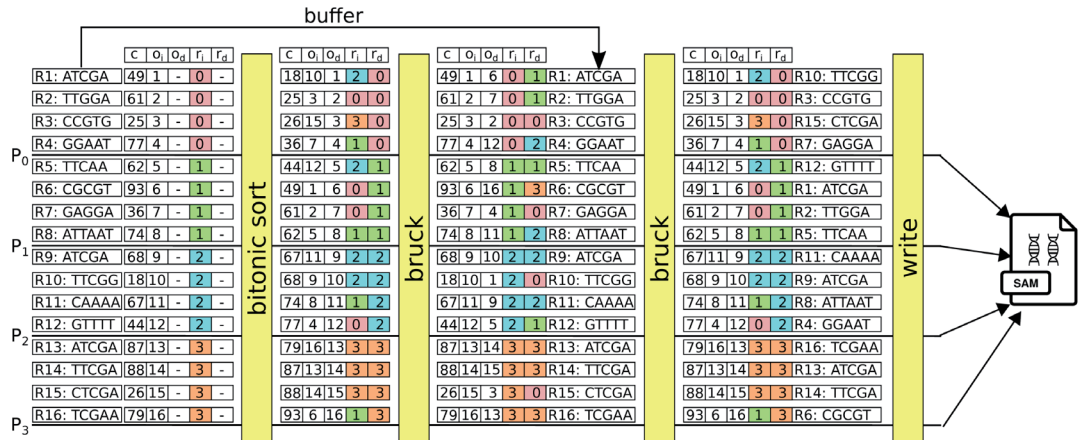 buffer
c oi od ri rd c oi od ri rd c oi od ri rd c oi od ri rd
R1: ATCGA 49 1 - 0 - 18 10 1 2 0 49 1 6 0 1 R1: ATCGA 18 10 1 2 0 R10: TTCGG
R2: TTGGA 61 2 - 0 - 25 3 2 0 0 61 2 7 0 1 R2: TTGGA 25 3 2 0 0 R3: CCGTG
R3: CCGTG 25 3 - 0 - 26 15 3 3 0 25 3 2 0 0 R3: CCGTG 26 15 3 3 0 R15: CTCGA
R4: GGAAT 77 4 - 0 - 36 7 4 1 0 77 4 12 0 2 R4: GGAAT 36 7 4 1 0 R7: GAGGA
P0
R5: TTCAA 62 5 - 1 - 44 12 5 2 1 62 5 8 1 1 R5: TTCAA 44 12 5 2 1 R12: GTTTT
R6: CGCGT 93 6 - 1 - 49 1 6 0 1 93 6 16 1 3 R6: CGCGT 49 1 6 0 1 R1: ATCGA
R7: GAGGA 36 7 - 1 - 61 2 7 0 1 36 7 4 1 0 R7: GAGGA 61 2 7 0 1 R2: TTGGA
R8: ATTAAT 74 8 - 1 - 62 5 8 1 1 74 8 11 1 2 R8: ATTAAT 62 5 8 1 1 R5: TTCAA
P1
R9: ATCGA 68 9 - 2 - 67 11 9 2 2 68 9 10 2 2 R9: ATCGA 67 11 9 2 2 R11: CAAAA
R10: TTCGG 18 10 - 2 - 68 9 10 2 2 18 10 1 2 0 R10: TTCGG 68 9 10 2 2 R9: ATCGA
R11: CAAAA 67 11 - 2 - 74 8 11 1 2 67 11 9 2 2 R11: CAAAA 74 8 11 1 2 R8: ATTAAT
R12: GTTTT 44 12 - 2 - 77 4 12 0 2 44 12 5 2 1 R12: GTTTT 77 4 12 0 2 R4: GGAAT
P2
R13: ATCGA 87 13 - 3 - 79 16 13 3 3 87 13 14 3 3 R13: ATCGA 79 16 13 3 3 R16: TCGAA
R14: TTCGA 88 14 - 3 - 87 13 14 3 3 88 14 15 3 3 R14: TTCGA 87 13 14 3 3 R13: ATCGA
R15: CTCGA 26 15 - 3 - 88 14 15 3 3 26 15 3 3 0 R15: CTCGA 88 14 15 3 3 R14: TTCGA
R16: TCGAA 79 16 - 3 - 93 6 16 1 3 79 16 13 3 3 R16: TCGAA 93 6 16 1 3 R6: CGCGT
P3
bitonic sort
bruck
bruck
write
SAM